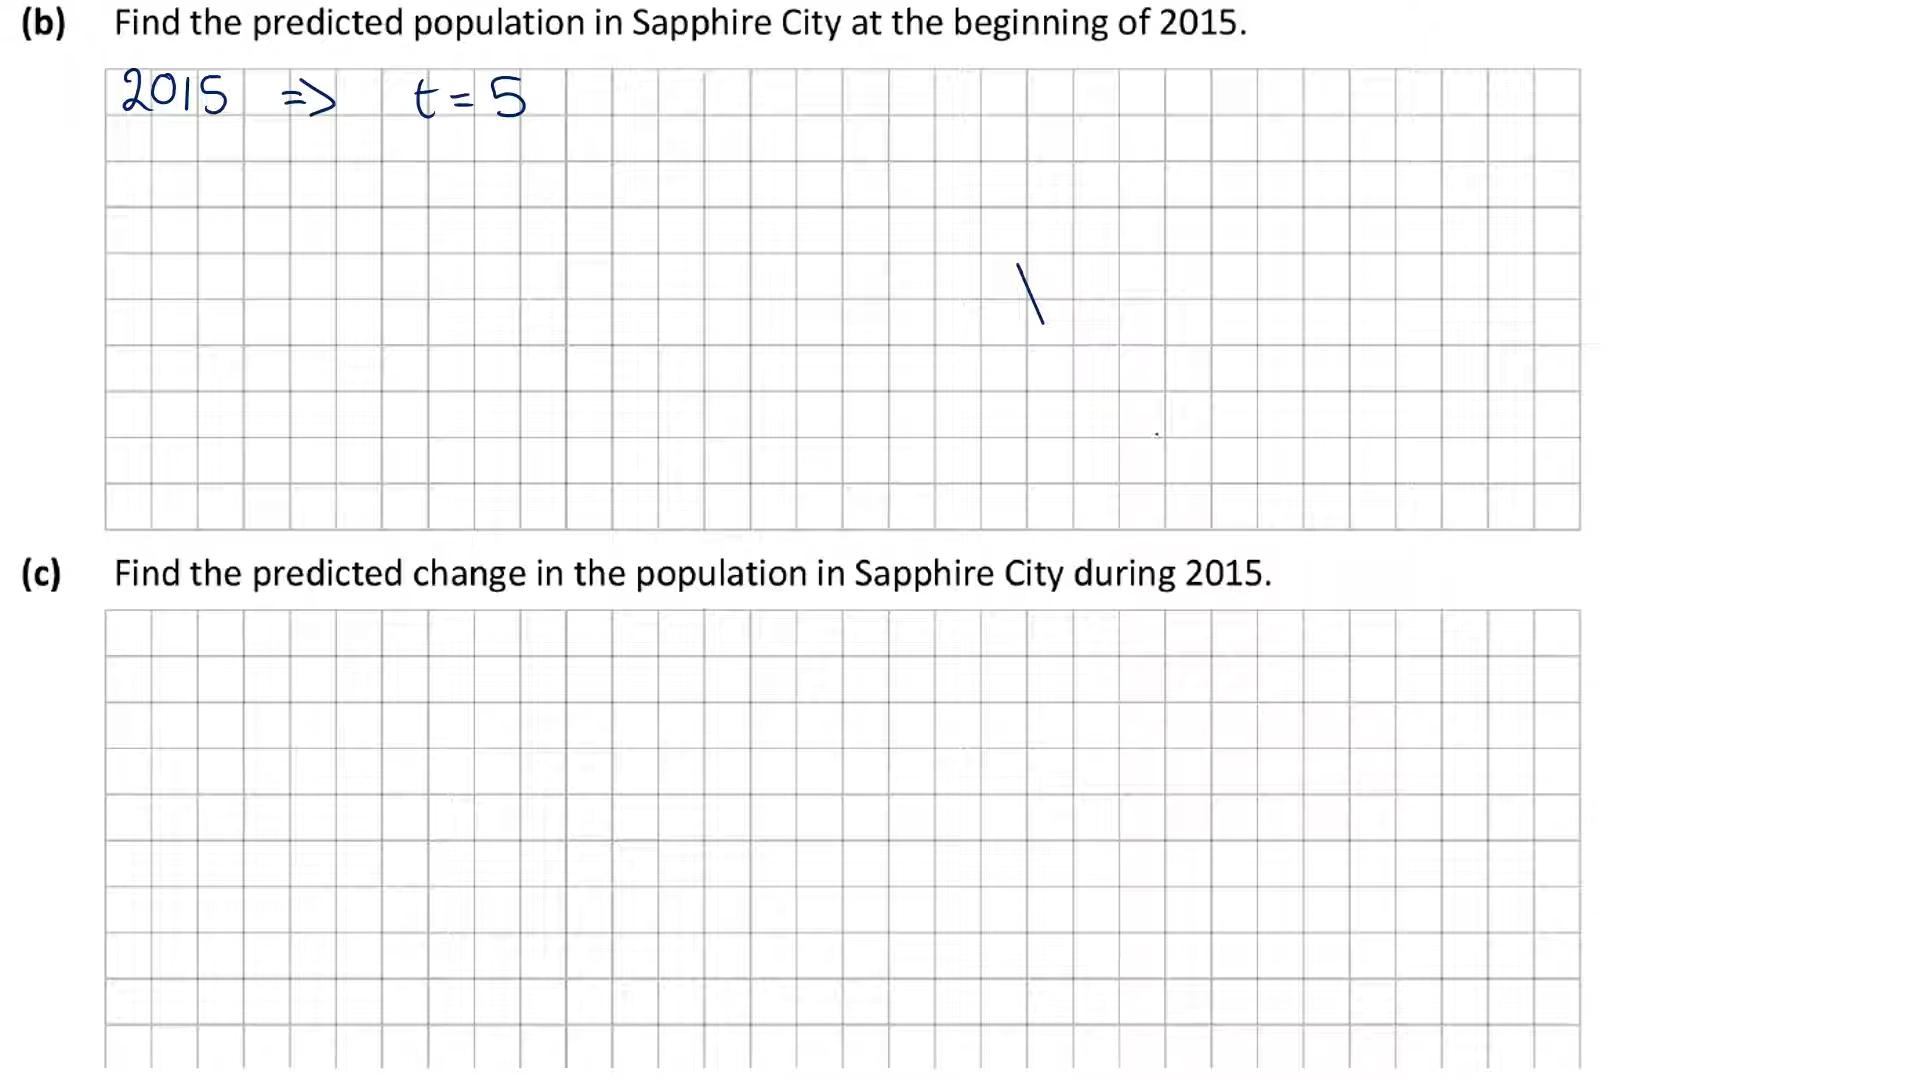 (b) Find the predicted population in Sapphire City at the beginning of 2015.
2015 => t = 5
(c) Find the predicted change in the population in Sapphire City during 2015.